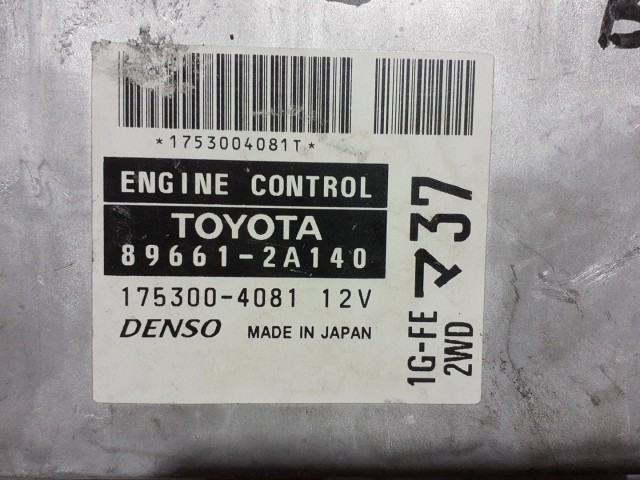 *1753004081T*
ENGINE CONTROL
TOYOTA
89661-2A140
175300-4081 12V
DENSO MADE IN JAPAN
1G-FE マ37
2WD